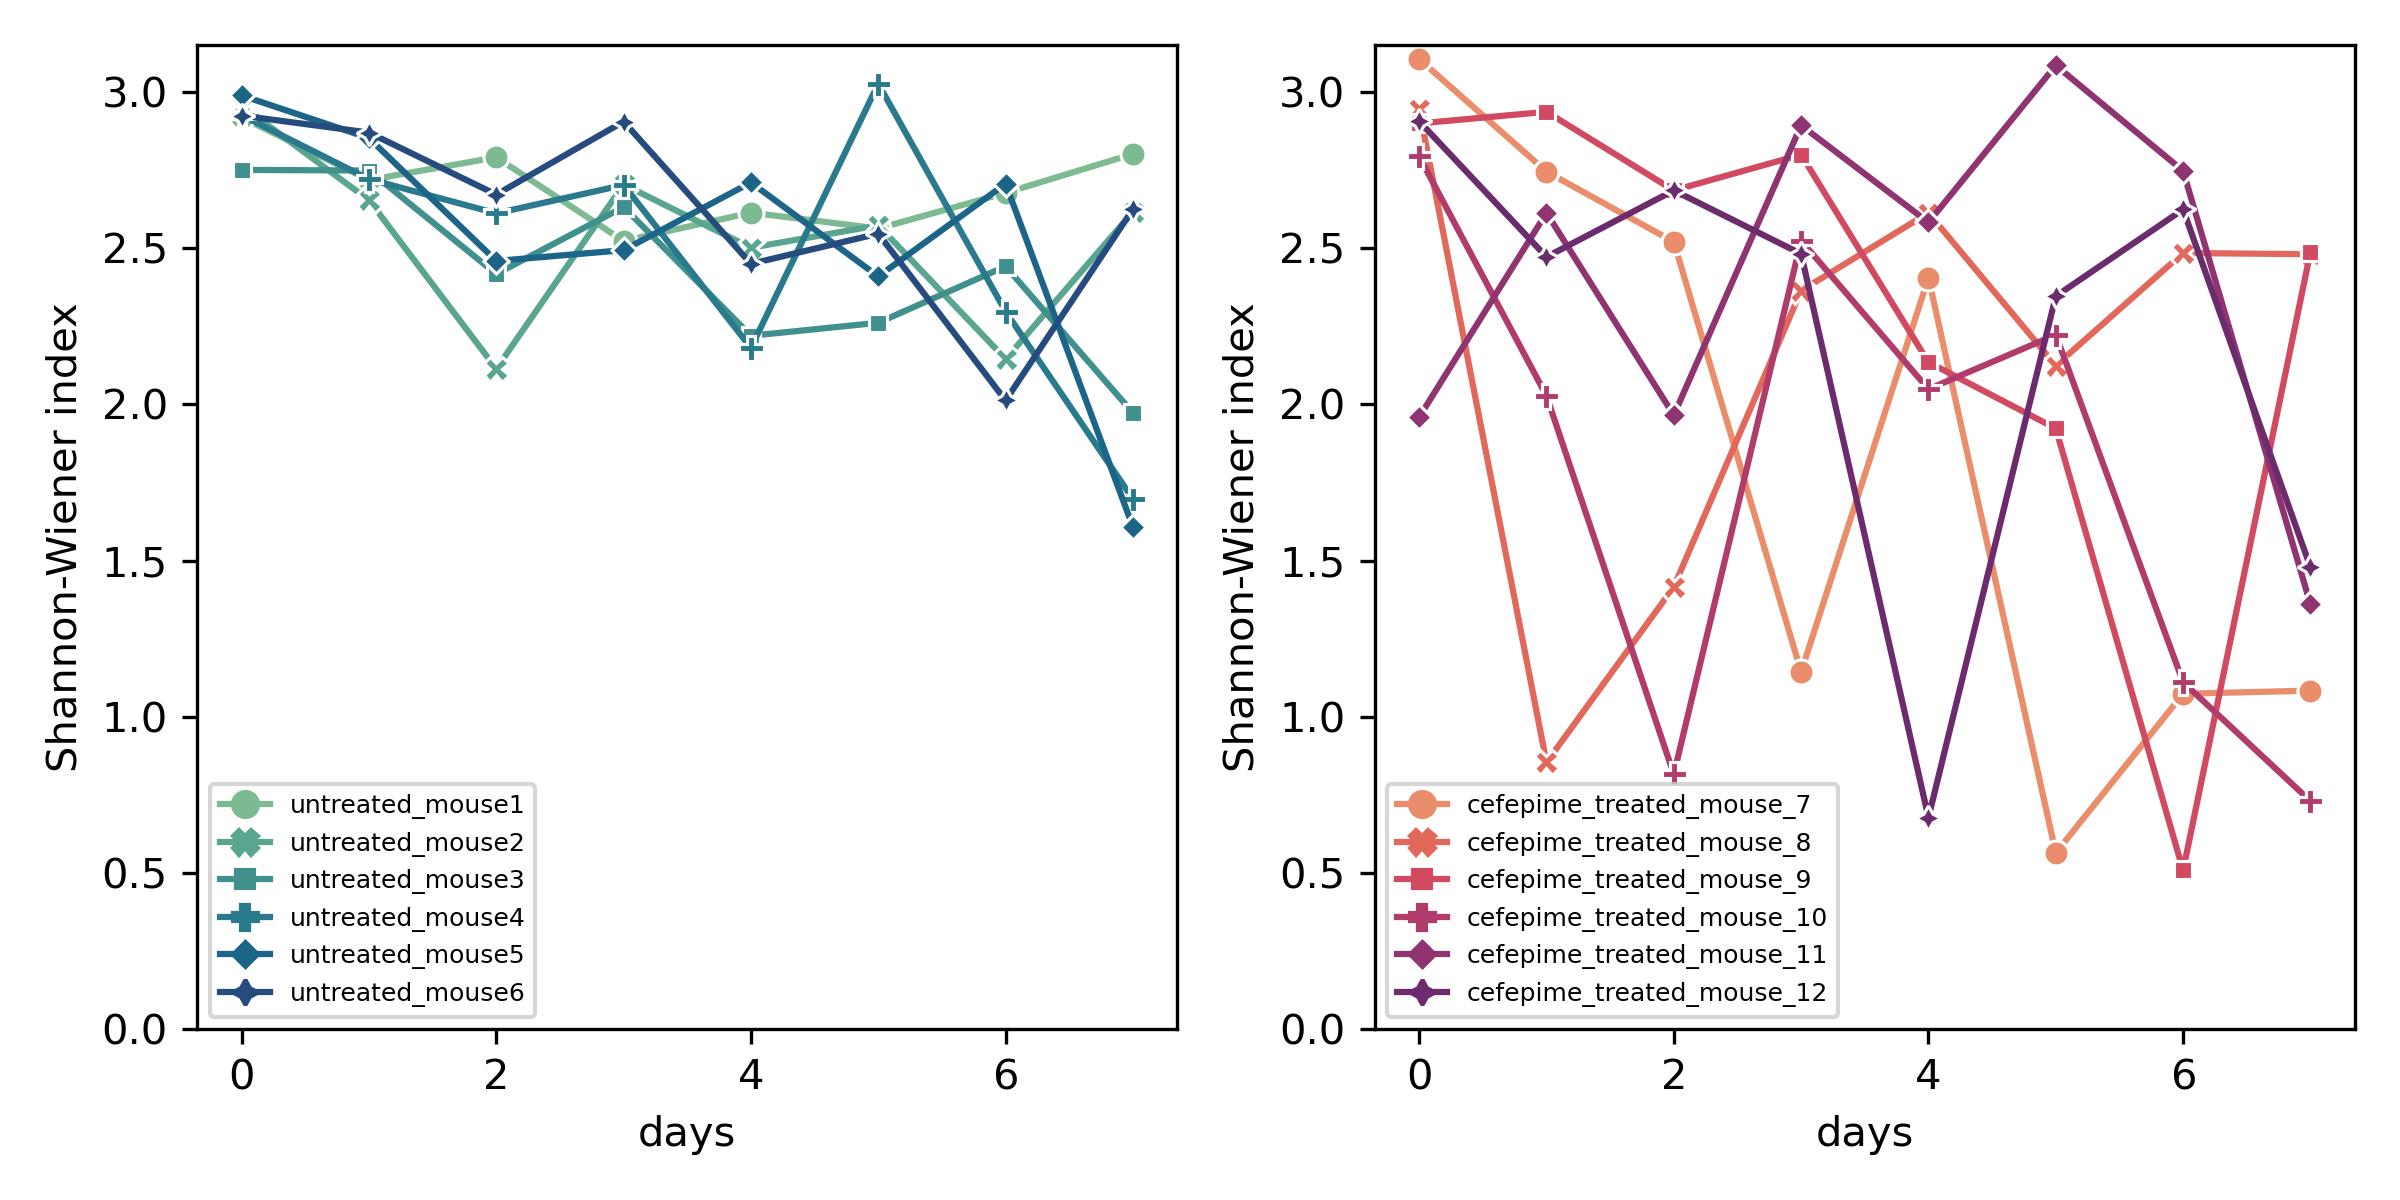 Shannon-Wiener index
3.0
2.5
2.0
1.5
1.0
0.5
0.0
untreated_mouse1
untreated_mouse2
untreated_mouse3
untreated_mouse4
untreated_mouse5
untreated_mouse6
0 2 4 6
days
Shannon-Wiener index
3.0
2.5
2.0
1.5
1.0
0.5
0.0
cefepime_treated_mouse_7
cefepime_treated_mouse_8
cefepime_treated_mouse_9
cefepime_treated_mouse_10
cefepime_treated_mouse_11
cefepime_treated_mouse_12
0 2 4 6
days